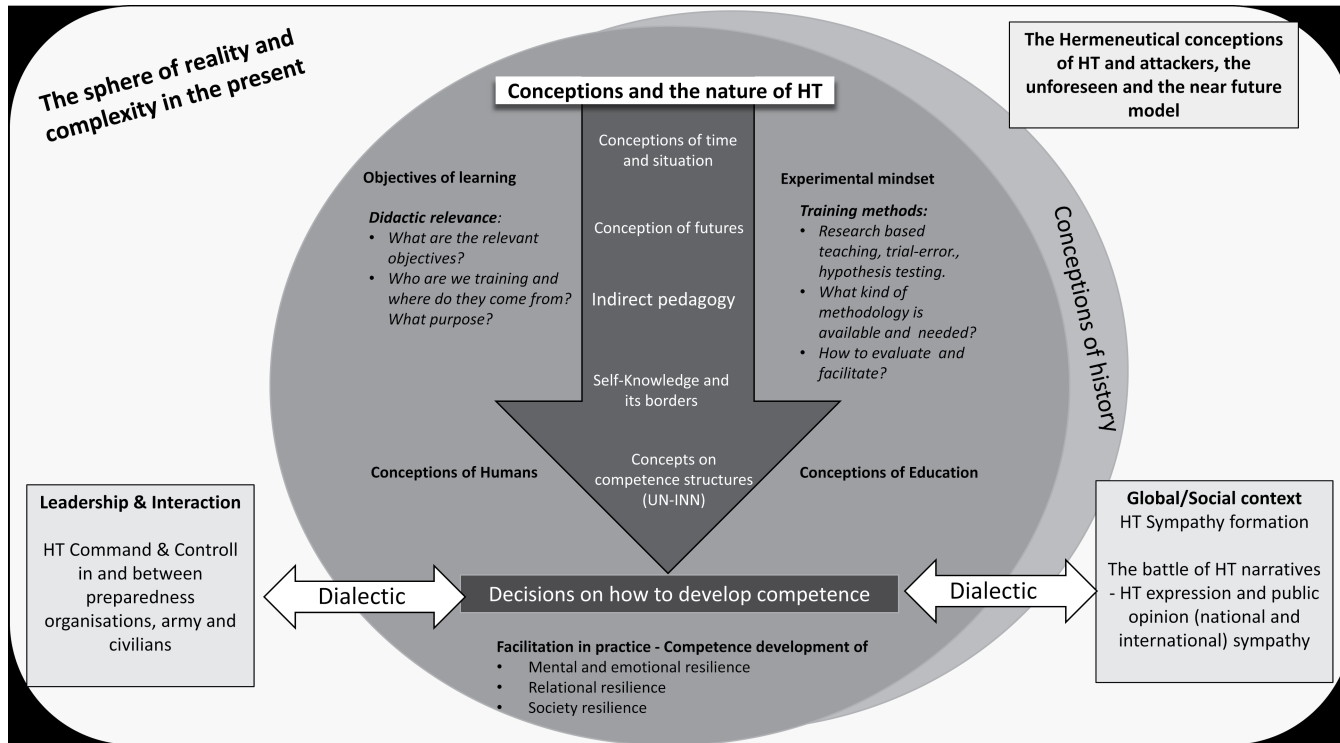 The sphere of reality and
complexity in the present
The Hermeneutical conceptions
of HT and attackers, the
unforeseen and the near future
model
Conceptions and the nature of HT
Conceptions of time
and situation
Conception of futures
Indirect pedagogy
Self-Knowledge and
its borders
Concepts on
competence structures
(UN-INN)
Objectives of learning
Didactic relevance:
• What are the relevant
objectives?
• Who are we training and
where do they come from?
What purpose?
Experimental mindset
Training methods:
• Research based
teaching, trial-error.,
hypothesis testing.
• What kind of
methodology is
available and needed?
• How to evaluate and
facilitate?
Conceptions of history
Conceptions of Humans
Conceptions of Education
Leadership & Interaction
HT Command & Controll
in and between
preparedness
organisations, army and
civilians
Dialectic
Decisions on how to develop competence
Dialectic
Global/Social context
HT Sympathy formation
The battle of HT narratives
- HT expression and public
opinion (national and
international) sympathy
Facilitation in practice - Competence development of
• Mental and emotional resilience
• Relational resilience
• Society resilience